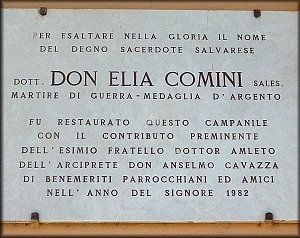 PER ESALTARE NELLA GLORIA IL NOME
DEL DEGNO SACERDOTE SALVARESE
DOTT. DON ELIA COMINI SALES.
MARTIRE DI GUERRA - MEDAGLIA D'ARGENTO
FU RESTAURATO QUESTO CAMPANILE
CON IL CONTRIBUTO PREMINENTE
DELL'ESIMIO FRATELLO DOTTOR AMLETO
DELL'ARCIPRETE DON ANSELMO CAVAZZA
DI BENEMERITI PARROCCHIANI ED AMICI
NELL'ANNO DEL SIGNORE 1982